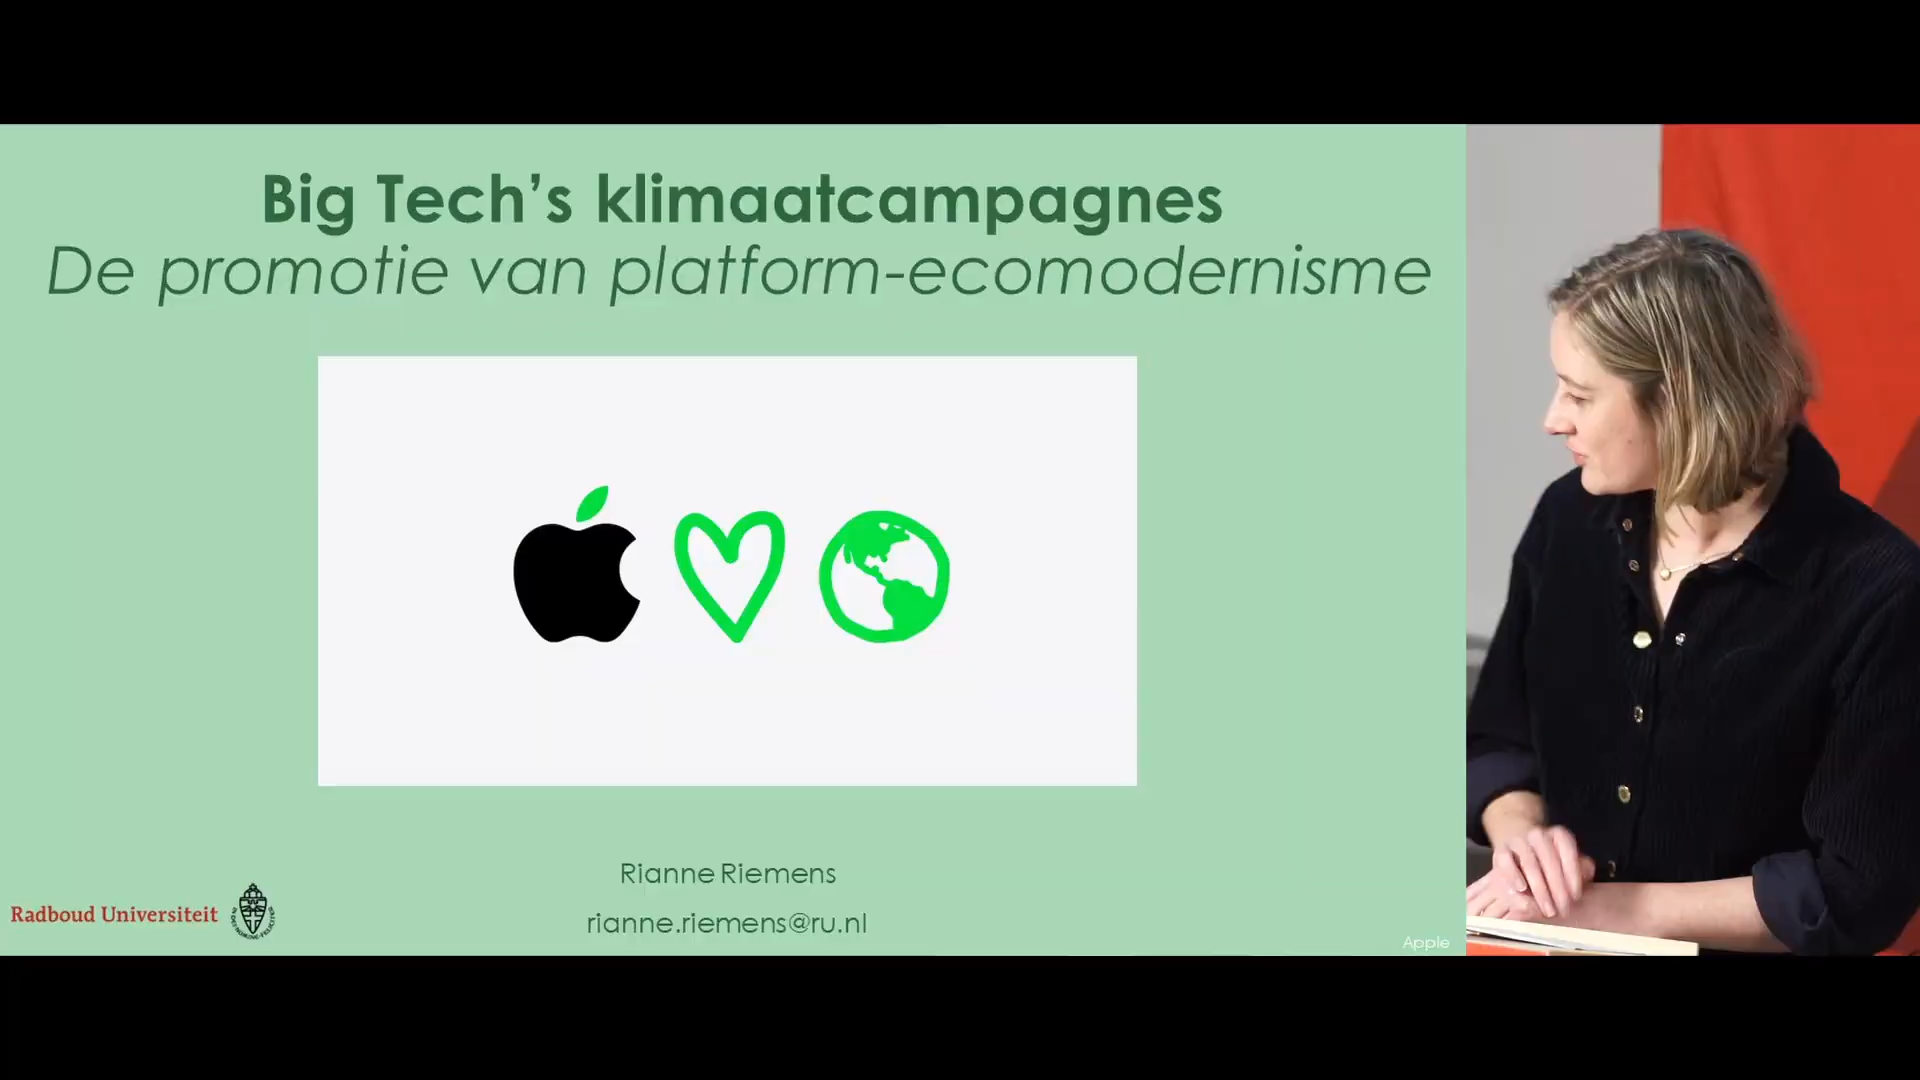 Big Tech’s klimaatcampagnes
De promotie van platform-ecomodernisme
Rianne Riemens
rianne.riemens@ru.nl
Radboud Universiteit
Apple